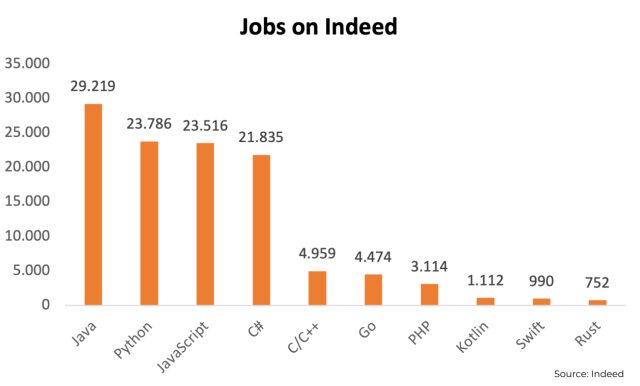 Jobs on Indeed
35.000
30.000
25.000
20.000
15.000
10.000
5.000
0
29.219
23.786
23.516
21.835
4.959
4.474
3.114
1.112
990
752
Java
Python
JavaScript
C#
C/C++
Go
PHP
Kotlin
Swift
Rust
Source: Indeed